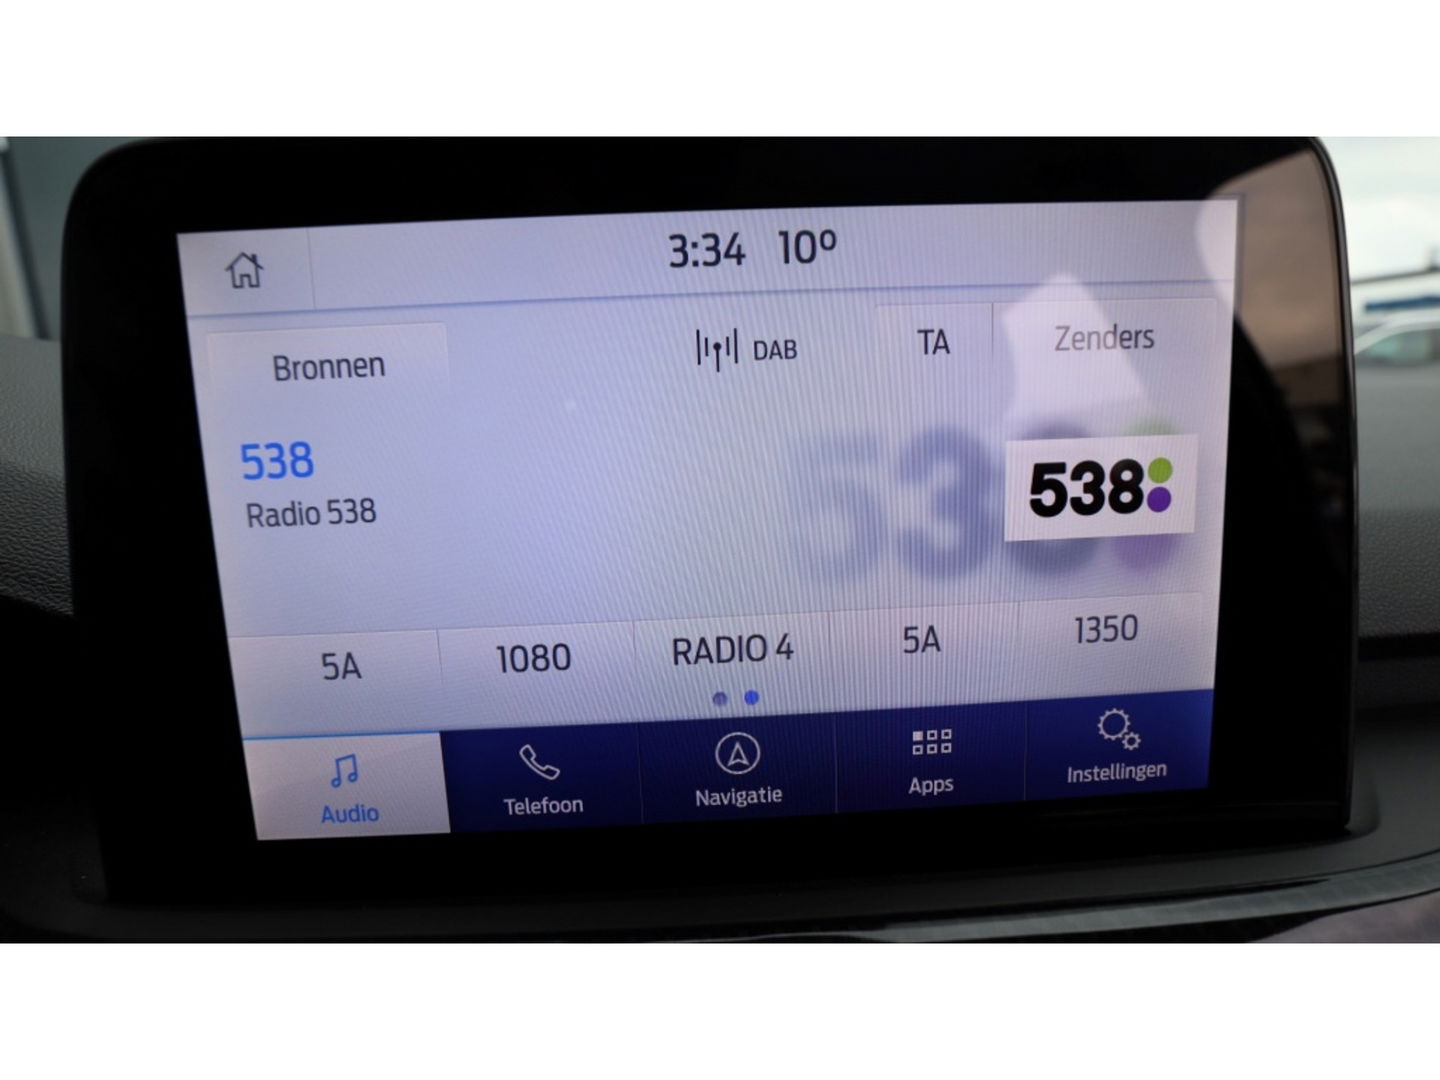 3:34 10°
Bronnen
DAB
TA
Zenders
538
Radio 538
538
5A
1080
RADIO 4
5A
1350
Audio
Telefoon
Navigatie
Apps
Instellingen